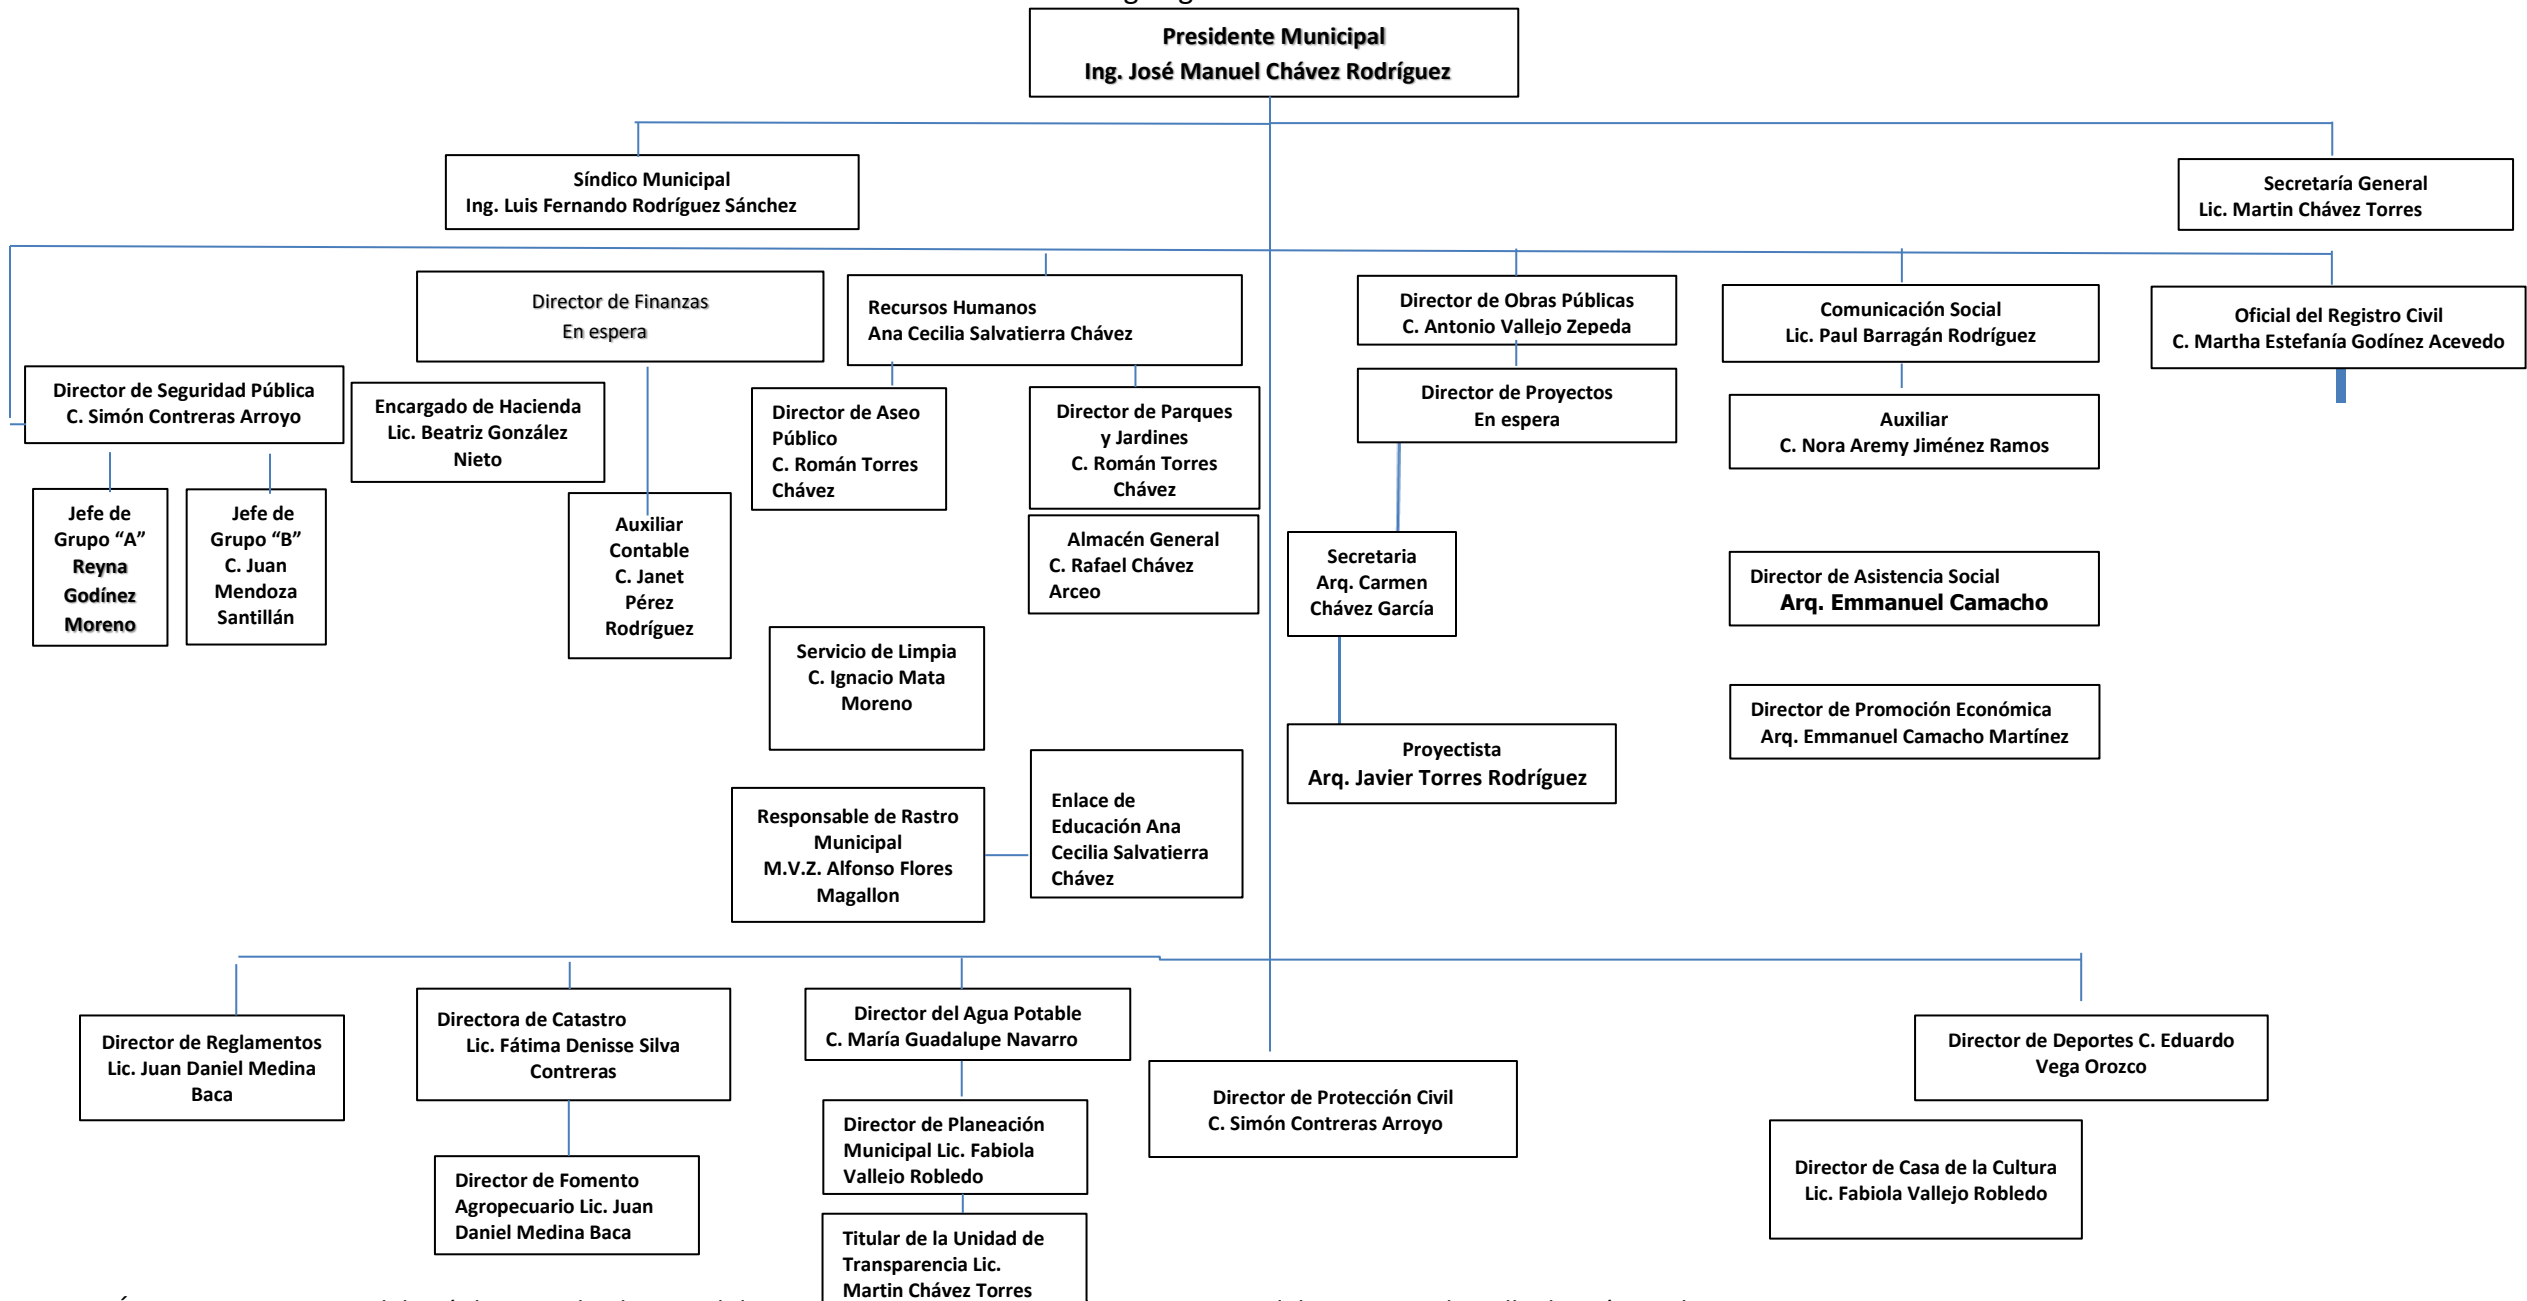 Presidente Municipal
Ing. José Manuel Chávez Rodríguez
Síndico Municipal
Ing. Luis Fernando Rodríguez Sánchez
Secretaría General
Lic. Martin Chávez Torres
Director de Finanzas
En espera
Recursos Humanos
Ana Cecilia Salvatierra Chávez
Director de Obras Públicas
C. Antonio Vallejo Zepeda
Comunicación Social
Lic. Paul Barragán Rodríguez
Oficial del Registro Civil
C. Martha Estefanía Godínez Acevedo
Director de Seguridad Pública
C. Simón Contreras Arroyo
Encargado de Hacienda
Lic. Beatriz González
Nieto
Director de Aseo
Público
C. Román Torres
Chávez
Director de Parques
y Jardines
C. Román Torres
Chávez
Director de Proyectos
En espera
Auxiliar
C. Nora Aremy Jiménez Ramos
Jefe de
Grupo “A”
Reyna
Godínez
Moreno
Jefe de
Grupo “B”
C. Juan
Mendoza
Santillán
Auxiliar
Contable
C. Janet
Pérez
Rodríguez
Almacén General
C. Rafael Chávez
Arceo
Secretaria
Arq. Carmen
Chávez García
Director de Asistencia Social
Arq. Emmanuel Camacho
Servicio de Limpia
C. Ignacio Mata
Moreno
Director de Promoción Económica
Arq. Emmanuel Camacho Martínez
Proyectista
Arq. Javier Torres Rodríguez
Responsable de Rastro
Municipal
M.V.Z. Alfonso Flores
Magallon
Enlace de
Educación Ana
Cecilia Salvatierra
Chávez
Director de Reglamentos
Lic. Juan Daniel Medina
Baca
Directora de Catastro
Lic. Fátima Denisse Silva
Contreras
Director del Agua Potable
C. María Guadalupe Navarro
Director de Protección Civil
C. Simón Contreras Arroyo
Director de Deportes C. Eduardo
Vega Orozco
Director de Fomento
Agropecuario Lic. Juan
Daniel Medina Baca
Director de Planeación
Municipal Lic. Fabiola
Vallejo Robledo
Director de Casa de la Cultura
Lic. Fabiola Vallejo Robledo
Titular de la Unidad de
Transparencia Lic.
Martin Chávez Torres